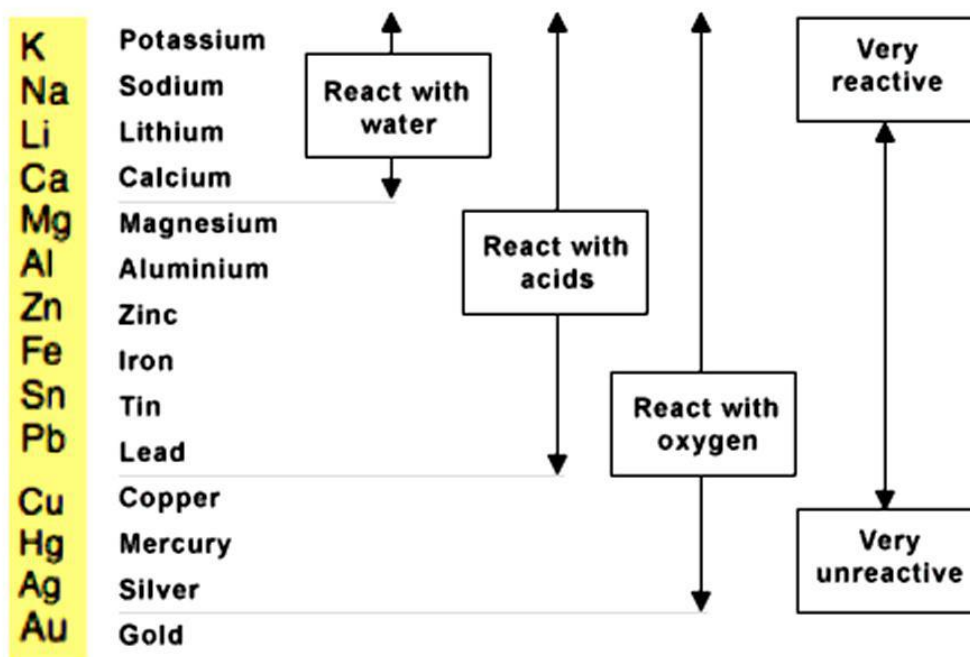 K
Na
Li
Ca
Mg
Al
Zn
Fe
Sn
Pb
Cu
Hg
Ag
Au
Potassium
Sodium
Lithium
Calcium
Magnesium
Aluminium
Zinc
Iron
Tin
Lead
Copper
Mercury
Silver
Gold
React with
water
React with
acids
React with
oxygen
Very
reactive
Very
unreactive